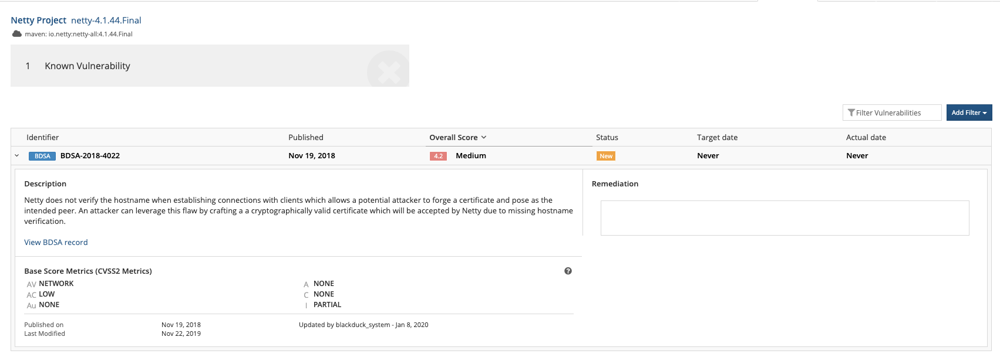 Netty Project netty-4.1.44.Final
maven: io.netty:netty-all:4.1.44.Final
1 Known Vulnerability
Filter Vulnerabilities Add Filter
Identifier Published Overall Score Status Target date Actual date
BDSA BDSA-2018-4022 Nov 19, 2018 4.2 Medium New Never Never
Description
Netty does not verify the hostname when establishing connections with clients which allows a potential attacker to forge a certificate and pose as the
intended peer. An attacker can leverage this flaw by crafting a a cryptographically valid certificate which will be accepted by Netty due to missing hostname
verification.
View BDSA record
Remediation
Base Score Metrics (CVSS2 Metrics) ?
AV NETWORK A NONE
AC LOW C NONE
Au NONE I PARTIAL
Published on Nov 19, 2018 Updated by blackduck_system - Jan 8, 2020
Last Modified Nov 22, 2019